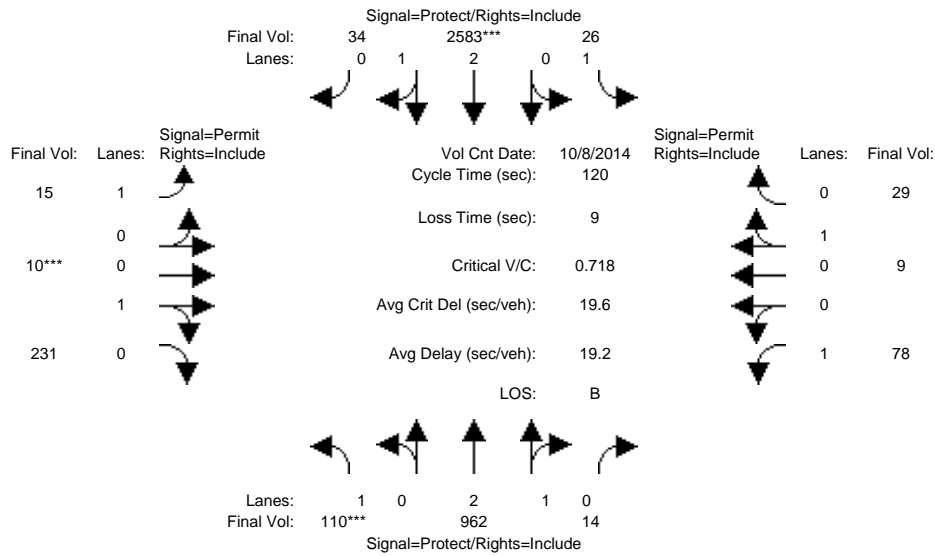 Signal=Protect/Rights=Include
Final Vol: 34 2583*** 26
Lanes: 0 1 2 0 1
Signal=Permit Signal=Permit
Final Vol: Lanes: Rights=Include Vol Cnt Date: 10/8/2014 Rights=Include Lanes: Final Vol:
Cycle Time (sec): 120
15 1 0 29
Loss Time (sec): 9
0 1
10*** 0 Critical V/C: 0.718 0 9
1 Avg Crit Del (sec/veh): 19.6 0
231 0 Avg Delay (sec/veh): 19.2 1 78
LOS: B
Lanes: 1 0 2 1 0
Final Vol: 110*** 962 14
Signal=Protect/Rights=Include